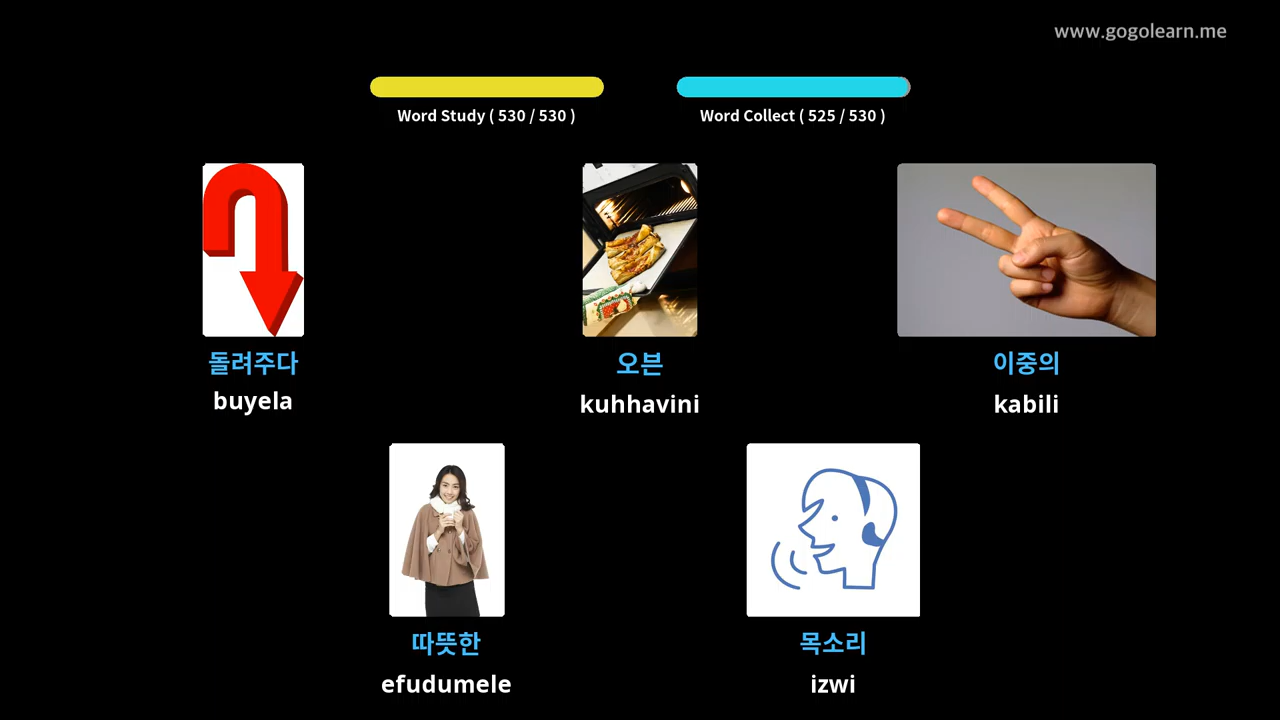 www.gogolearn.me
Word Study ( 530 / 530 )
Word Collect ( 525 / 530 )
돌려주다
buyela
오븐
kuhhavini
이중의
kabili
따뜻한
efudumele
목소리
izwi